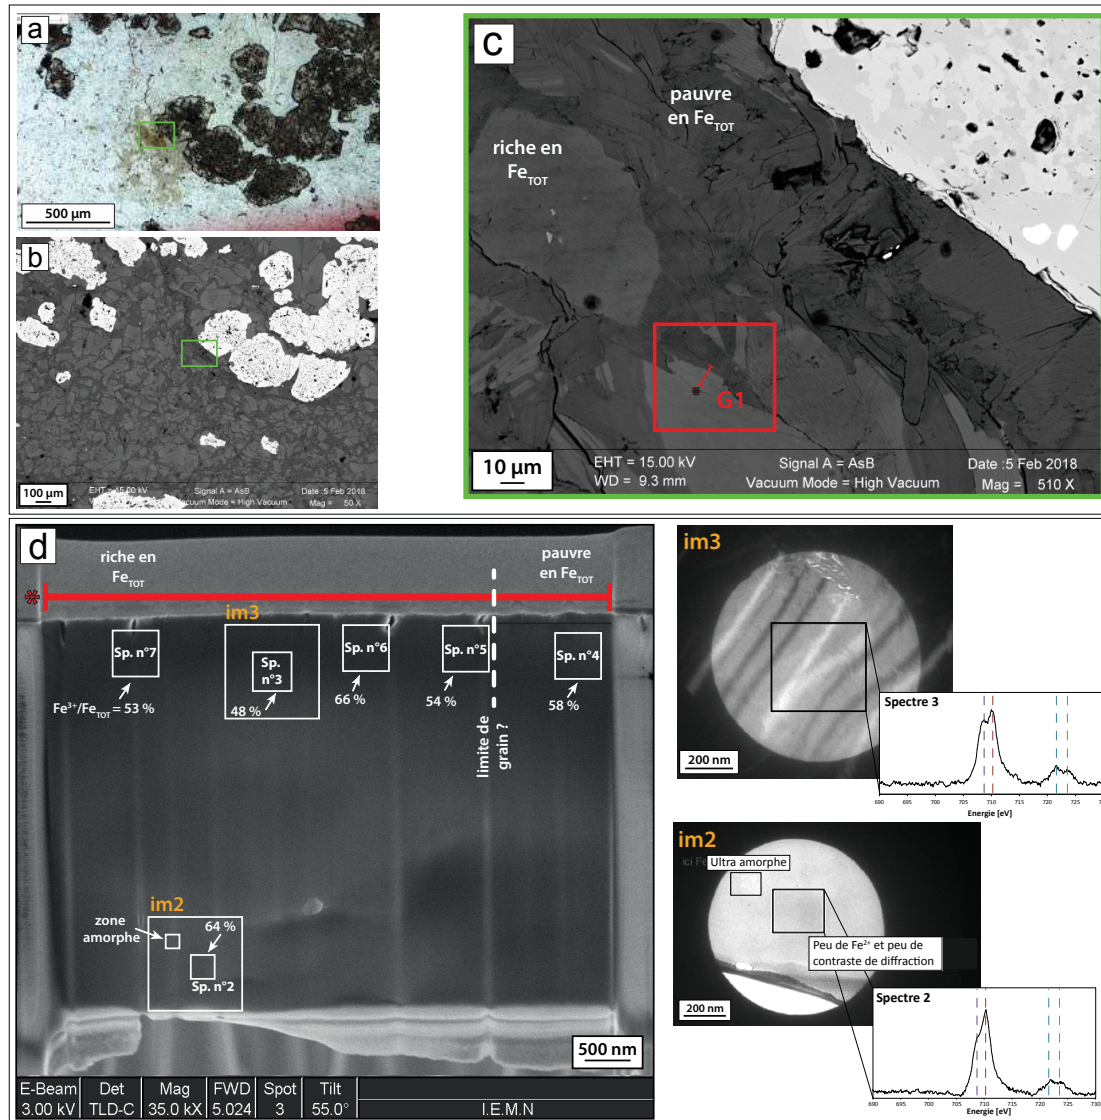 a
500 µm
b
100 µm
EHT = 15.00 kV
Signal A = AsB
Date :5 Feb 2018
Vacuum Mode = High Vacuum
Mag = 50 X
c
pauvre
en Fe_TOT
riche en
Fe_TOT
G1
10 µm
EHT = 15.00 kV
WD = 9.3 mm
Signal A = AsB
Vacuum Mode = High Vacuum
Date :5 Feb 2018
Mag = 510 X
d
riche en
Fe_TOT
pauvre
en Fe_TOT
*
im3
Sp. n°7
Sp.
n°3
Sp. n°6
Sp. n°5
Sp. n°4
Fe³⁺/Fe_TOT = 53 %
48 %
66 %
54 %
58 %
limite de
grain ?
im2
zone
amorphe
64 %
Sp. n°2
500 nm
E-Beam
3.00 kV
Det
TLD-C
Mag
35.0 kX
FWD
5.024
Spot
3
Tilt
55.0°
I.E.M.N
im3
200 nm
Spectre 3
690 695 700 705 710 715 720 725
Energie [eV]
im2
ici Fe
Ultra amorphe
Peu de Fe²⁺ et peu de
contraste de diffraction
200 nm
Spectre 2
690 695 700 705 710 715 720 725 730
Energie [eV]